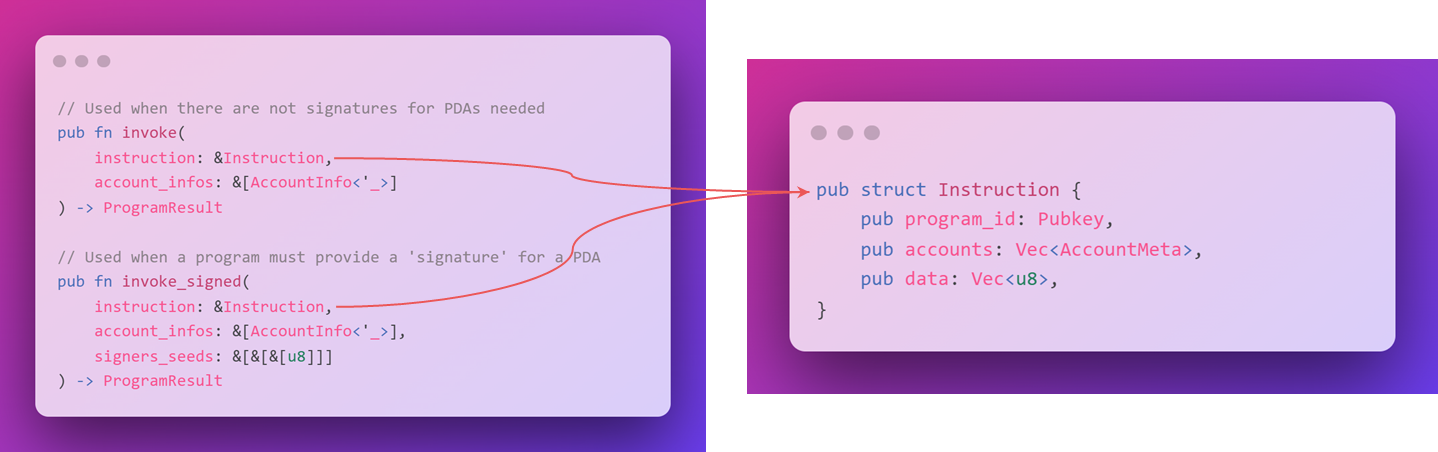 // Used when there are not signatures for PDAs needed
pub fn invoke(
    instruction: &Instruction,
    account_infos: &[AccountInfo<'_>]
) -> ProgramResult

// Used when a program must provide a 'signature' for a PDA
pub fn invoke_signed(
    instruction: &Instruction,
    account_infos: &[AccountInfo<'_>],
    signers_seeds: &[&[&[u8]]]
) -> ProgramResult

pub struct Instruction {
    pub program_id: Pubkey,
    pub accounts: Vec<AccountMeta>,
    pub data: Vec<u8>,
}